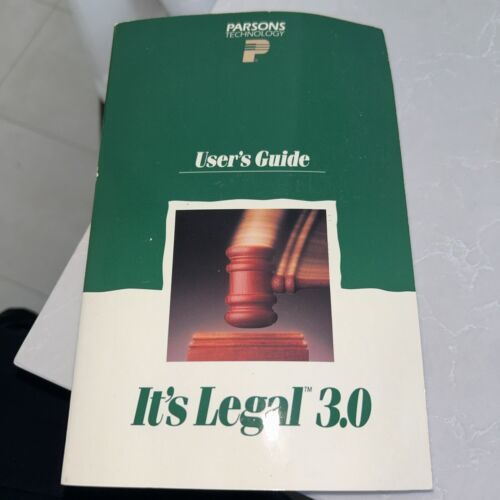 PARSONS
TECHNOLOGY
P
User's Guide
It's Legal™ 3.0